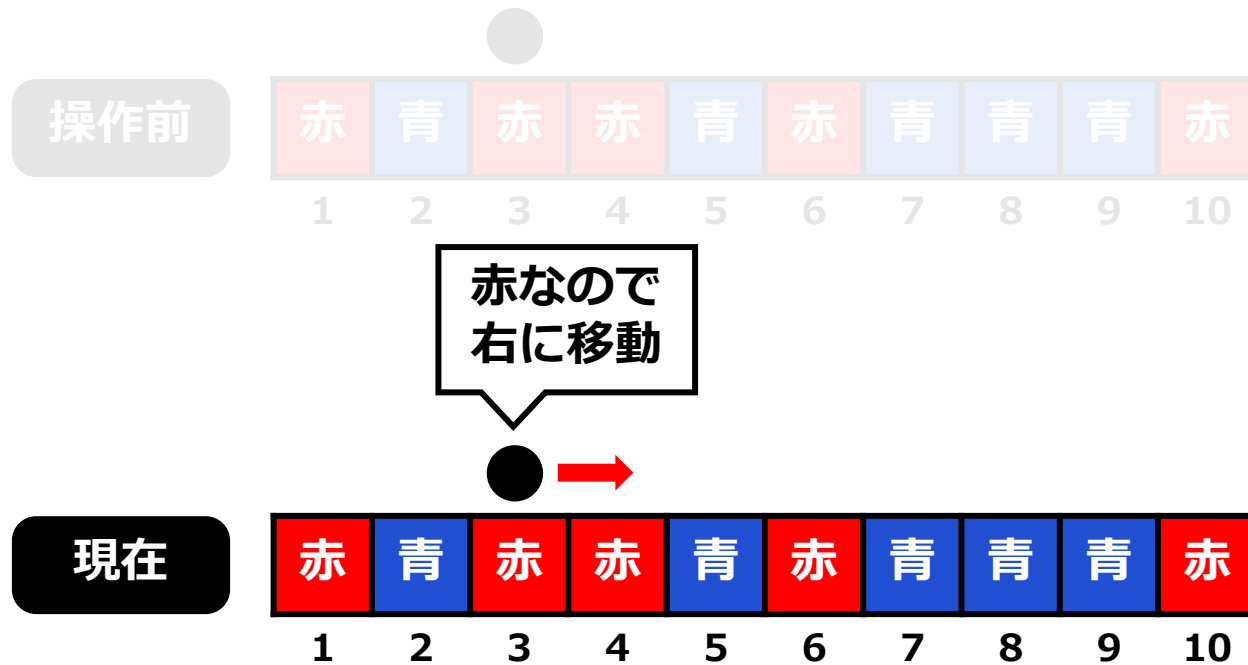 操作前
赤 青 赤 赤 青 赤 青 青 青 赤
1 2 3 4 5 6 7 8 9 10
赤なので
右に移動
現在
赤 青 赤 赤 青 赤 青 青 青 赤
1 2 3 4 5 6 7 8 9 10